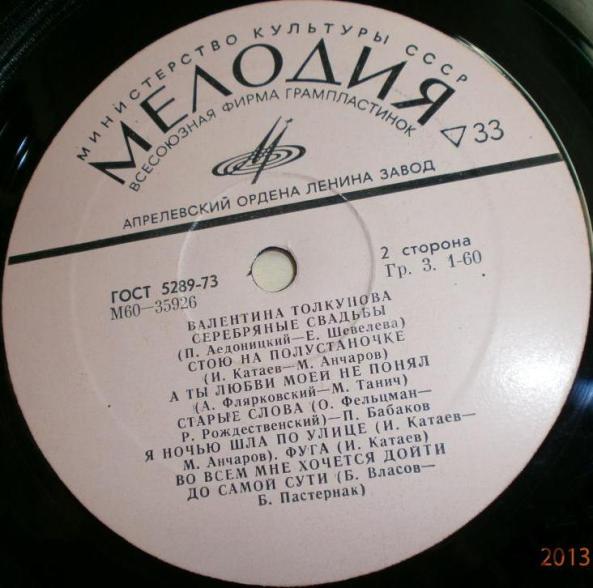 МИНИСТЕРСТВО КУЛЬТУРЫ СССР
МЕЛОДИЯ
ВСЕСОЮЗНАЯ ФИРМА ГРАМПЛАСТИНОК
33
АПРЕЛЕВСКИЙ ОРДЕНА ЛЕНИНА ЗАВОД
ГОСТ 5289-73
М60—35926
2 сторона
Гр. 3. 1-60
ВАЛЕНТИНА ТОЛКУНОВА
СЕРЕБРЯНЫЕ СВАДЬБЫ
(П. Аедоницкий—Е. Шевелева)
СТОЮ НА ПОЛУСТАНОЧКЕ
(И. Катаев—М. Анчаров)
А ТЫ ЛЮБВИ МОЕЙ НЕ ПОНЯЛ
(А. Флярковский—М. Танич)
СТАРЫЕ СЛОВА (О. Фельцман—
Р. Рождественский)—П. Бабаков
Я НОЧЬЮ ШЛА ПО УЛИЦЕ (И. Катаев—
М. Анчаров). ФУГА (И. Катаев)
ВО ВСЕМ МНЕ ХОЧЕТСЯ ДОЙТИ
ДО САМОЙ СУТИ (Б. Власов—
Б. Пастернак)
2013